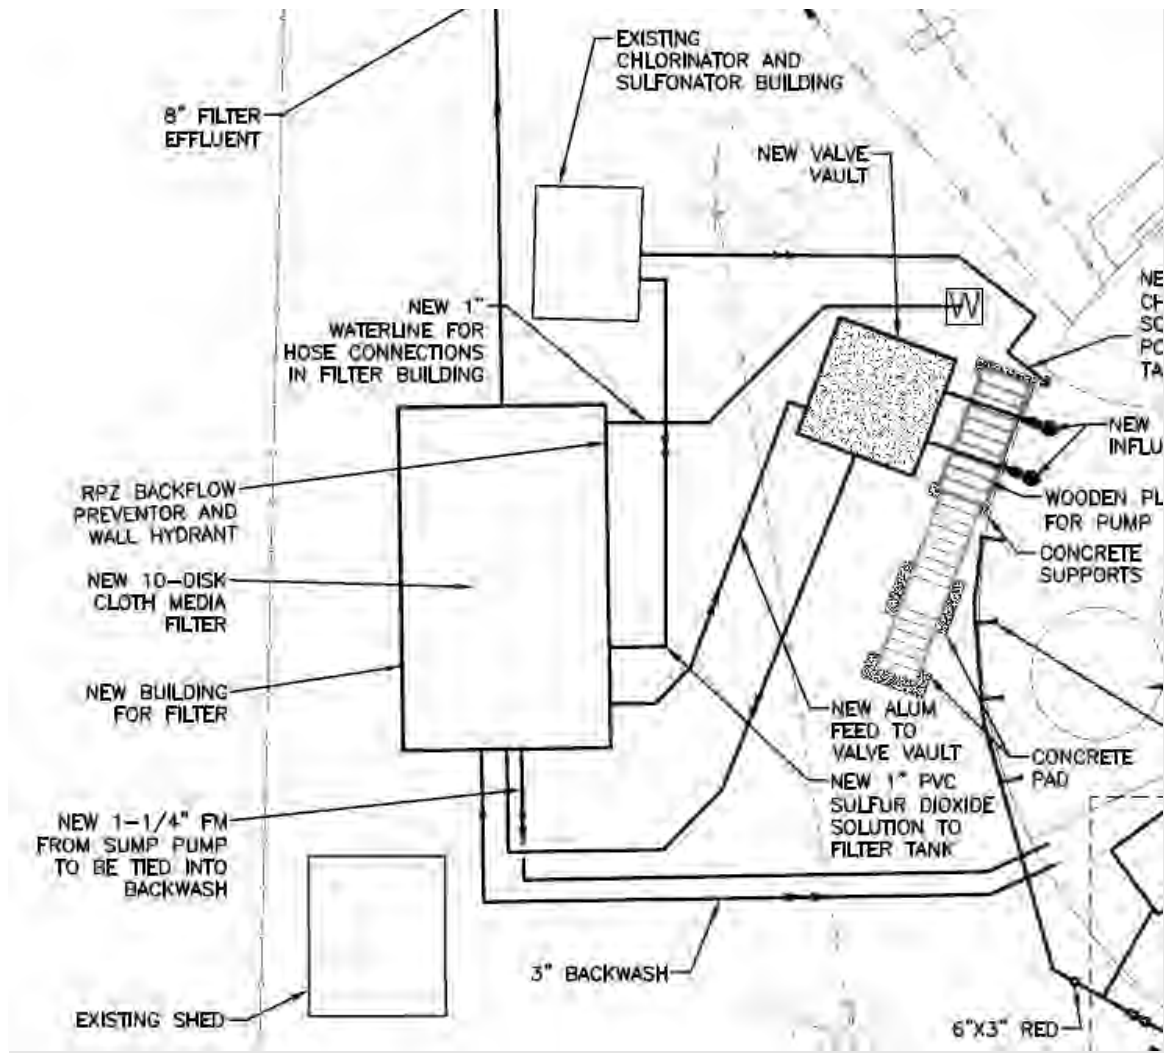 EXISTING
CHLORINATOR AND
SULFONATOR BUILDING
8" FILTER
EFFLUENT
NEW VALVE
VAULT
NEW 1"
WATERLINE FOR
HOSE CONNECTIONS
IN FILTER BUILDING
W
NE
CH
SO
PO
TA
NEW
INFLU
RPZ BACKFLOW
PREVENTOR AND
WALL HYDRANT
WOODEN PL
FOR PUMP
CONCRETE
SUPPORTS
NEW 10-DISK
CLOTH MEDIA
FILTER
NEW BUILDING
FOR FILTER
NEW ALUM
FEED TO
VALVE VAULT
CONCRETE
PAD
NEW 1" PVC
SULFUR DIOXIDE
SOLUTION TO
FILTER TANK
NEW 1-1/4" FM
FROM SUMP PUMP
TO BE TIED INTO
BACKWASH
3" BACKWASH
EXISTING SHED
6"X3" RED